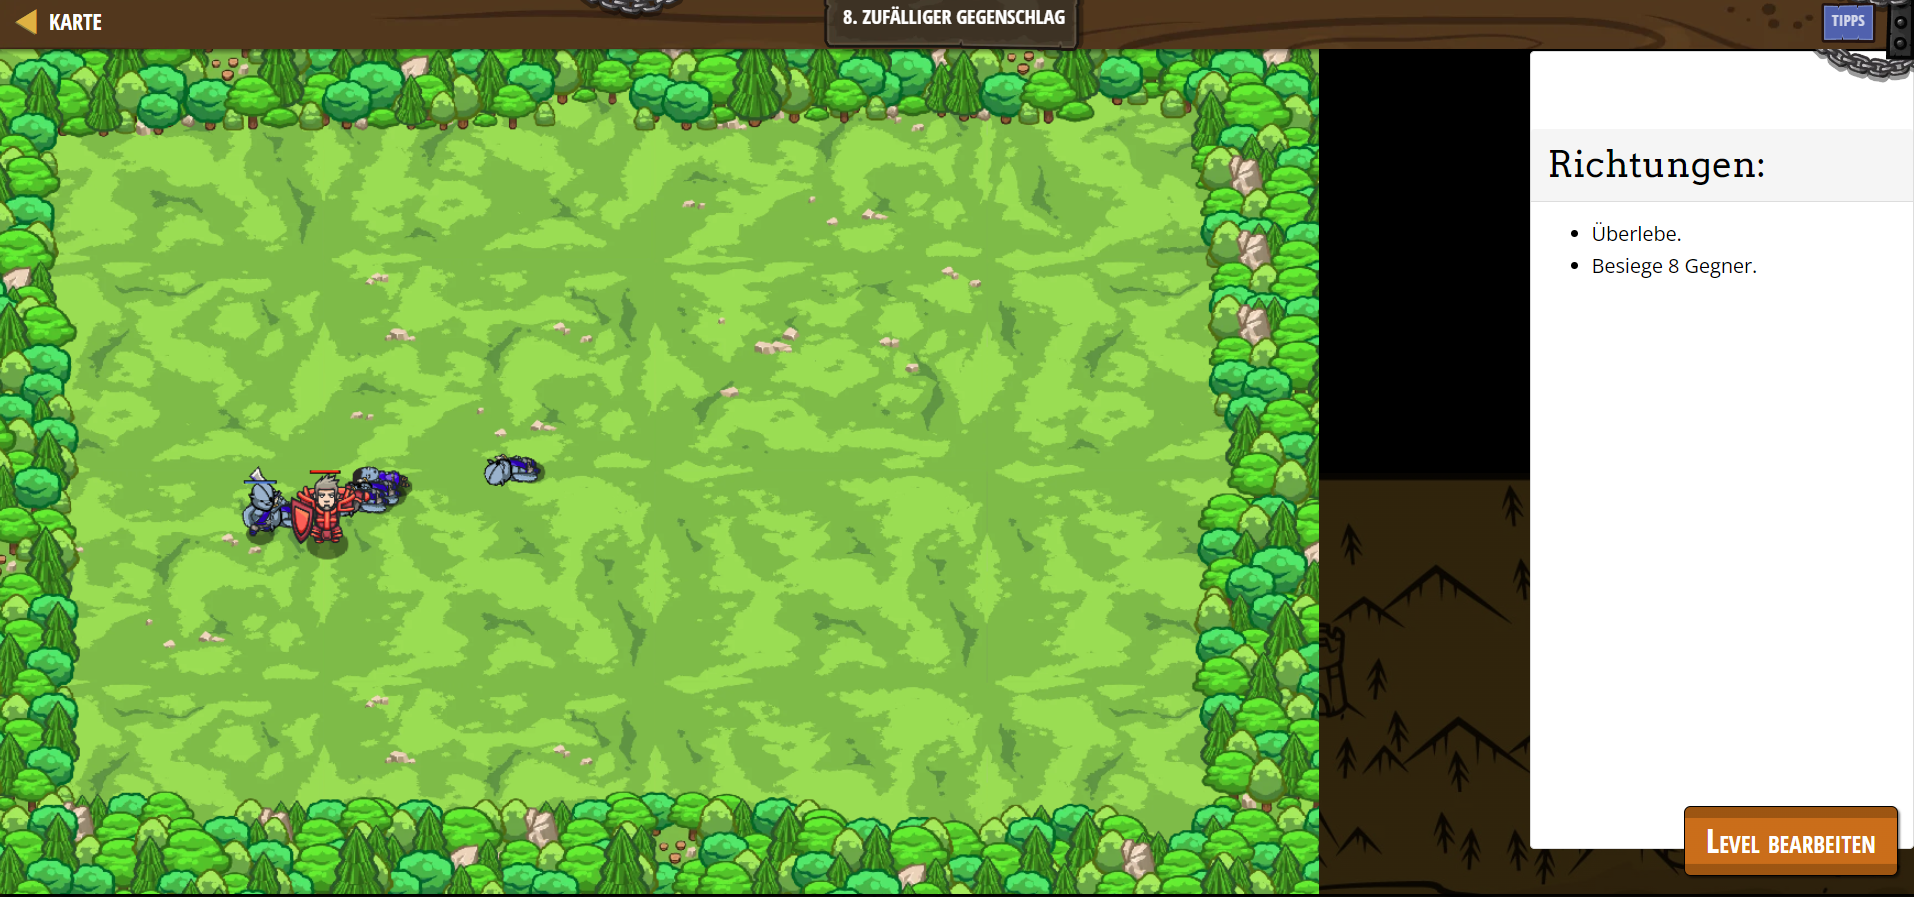 KARTE
8. ZUFÄLLIGER GEGENSCHLAG
TIPPS
Richtungen:
Überlebe.
Besiege 8 Gegner.
LEVEL BEARBEITEN